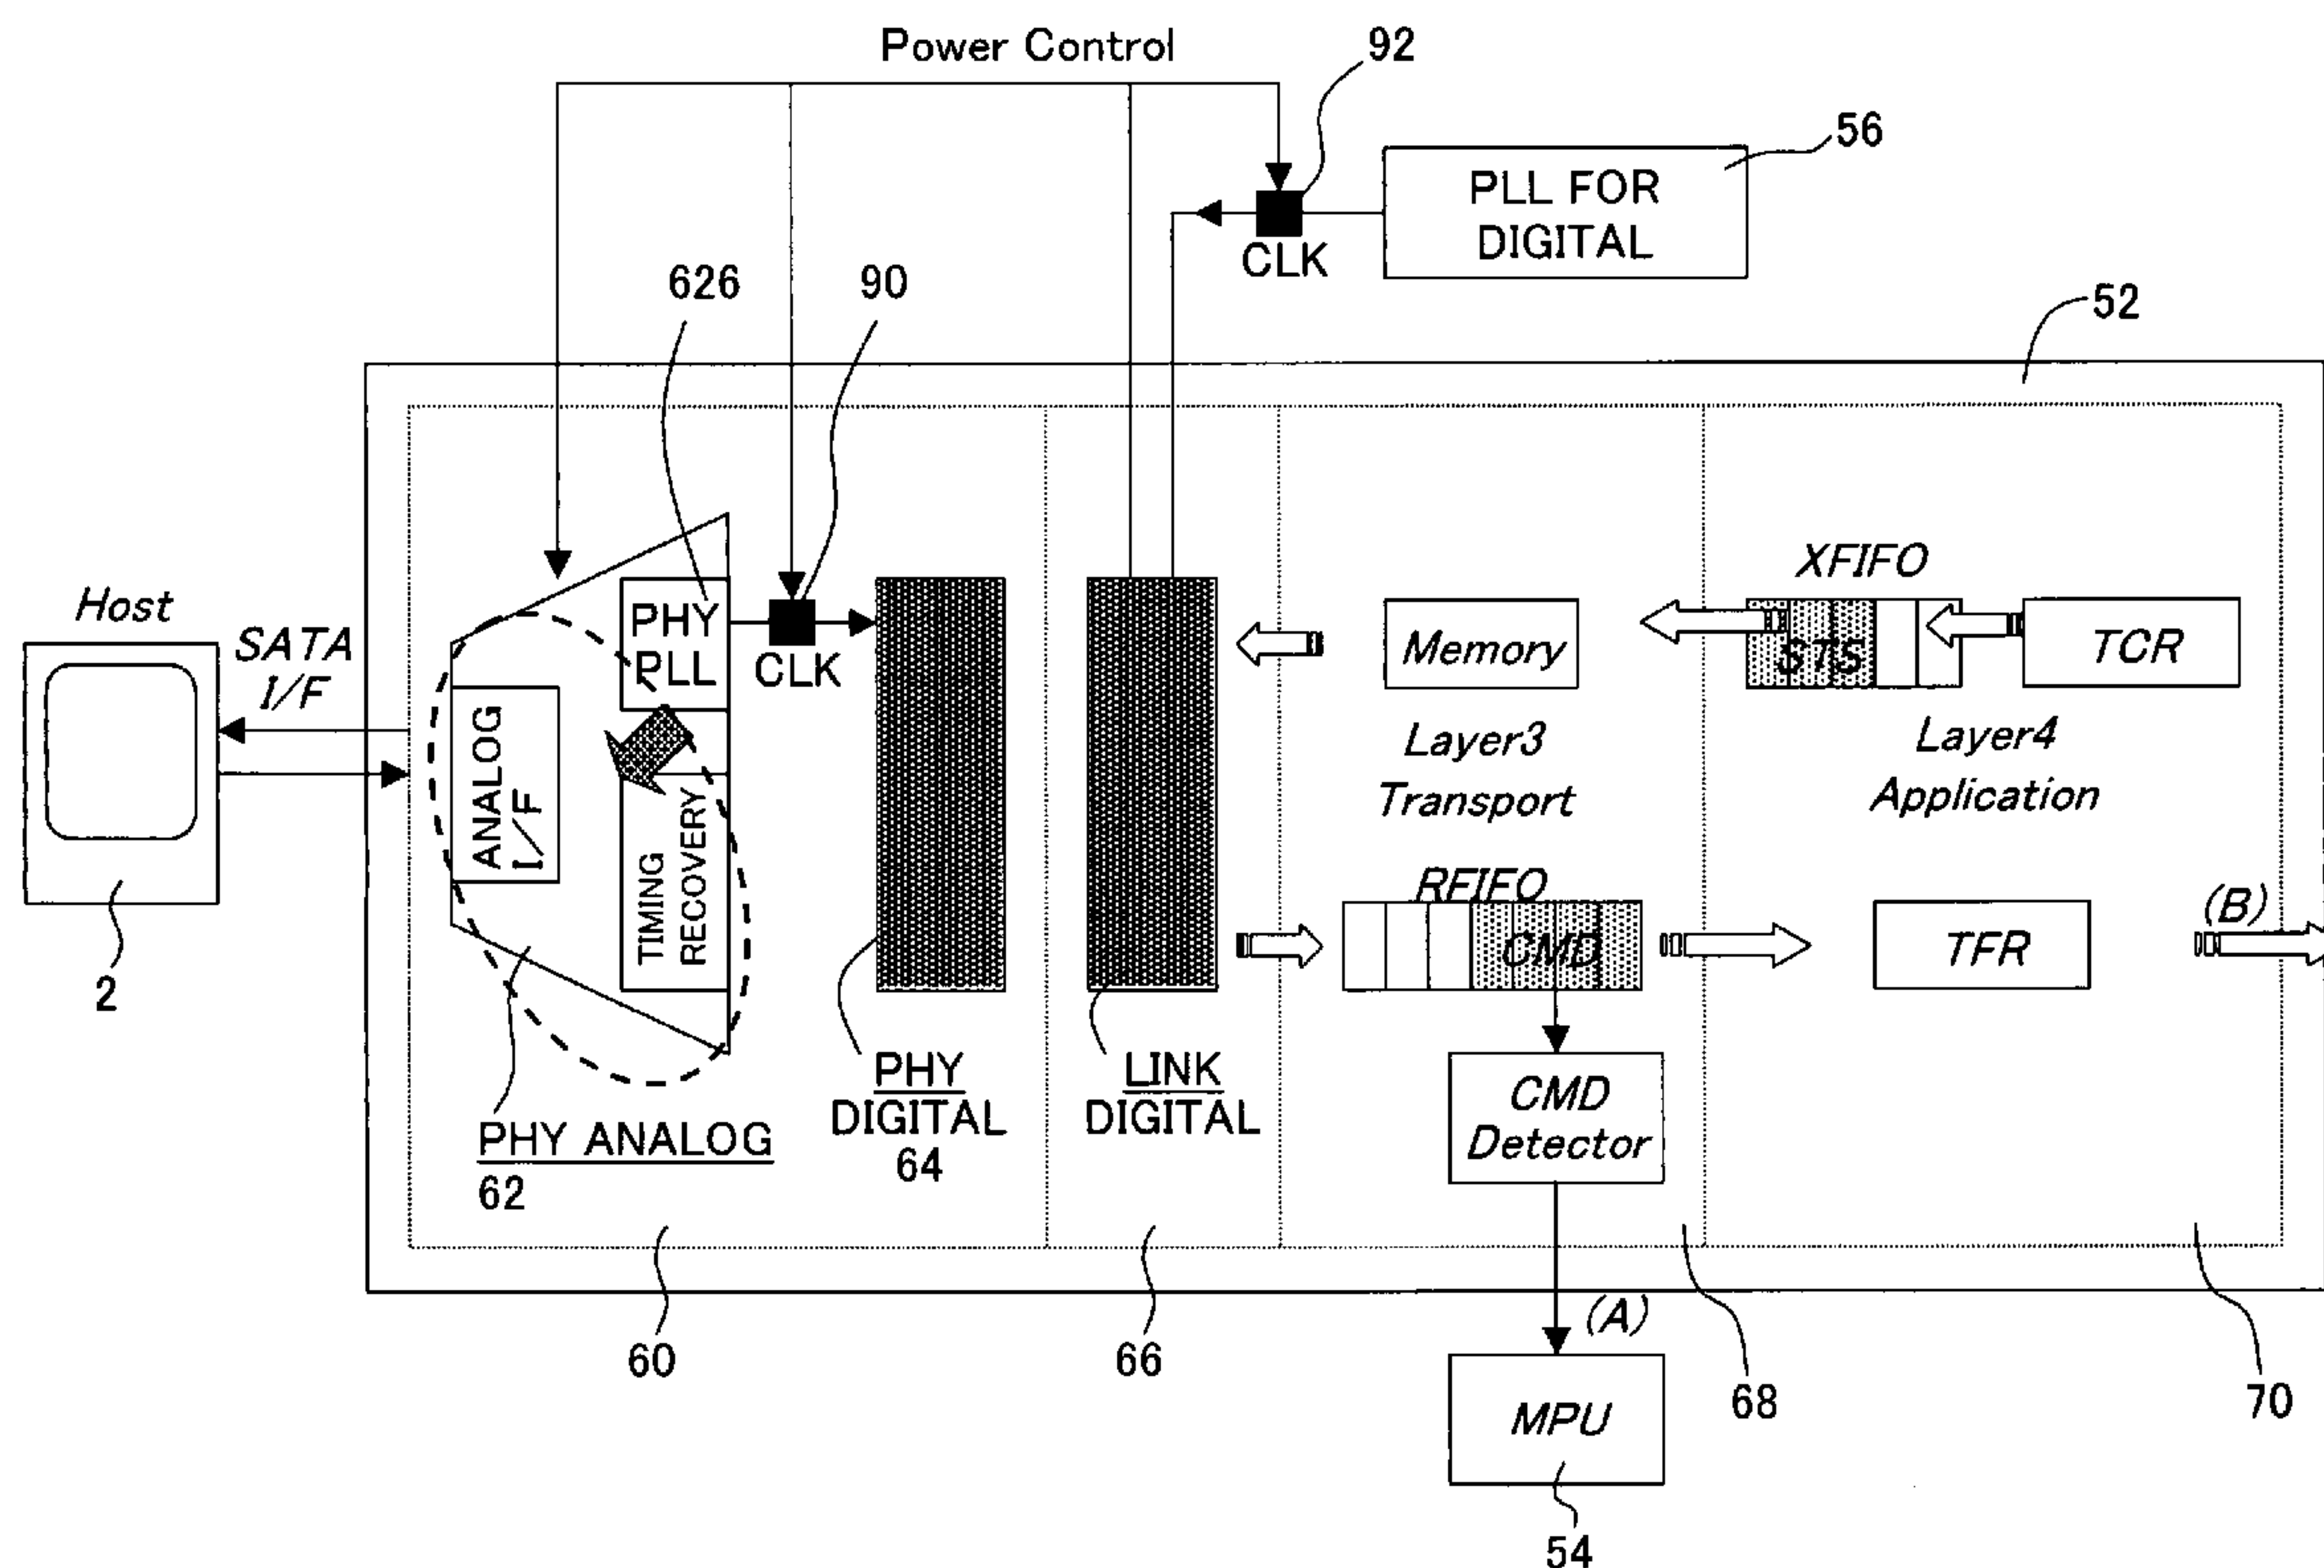 Power Control
92
56
PLL FOR
DIGITAL
CLK
52
626
90
Host
SATA
I/F
PHY
PLL
CLK
XFIFO
STS
TCR
Memory
ANALOG
I/F
TIMING
RECOVERY
Layer3
Transport
Layer4
Application
RFIFO
CMD
TFR
(B)
2
PHY ANALOG
62
PHY
DIGITAL
64
LINK
DIGITAL
CMD
Detector
(A)
60
66
68
70
MPU
54